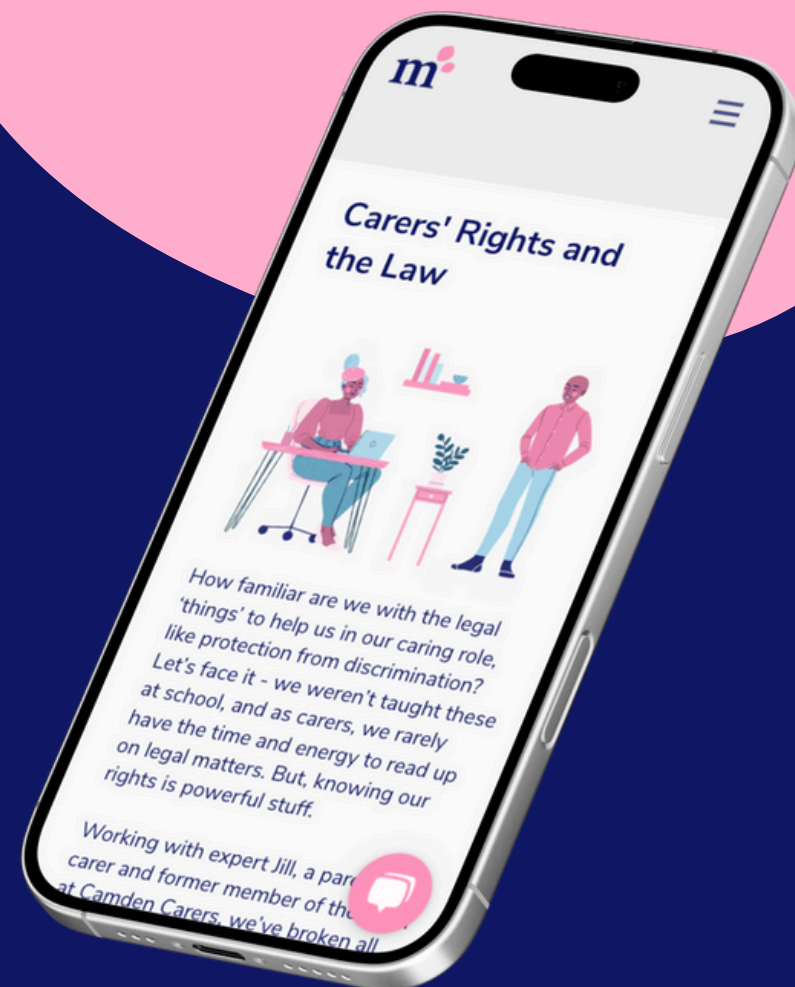 m
Carers' Rights and
the Law
How familiar are we with the legal
‘things’ to help us in our caring role,
like protection from discrimination?
Let's face it - we weren't taught these
at school, and as carers, we rarely
have the time and energy to read up
on legal matters. But, knowing our
rights is powerful stuff.
Working with expert Jill, a
carer and former member of the
at Camden Carers, we've broken all